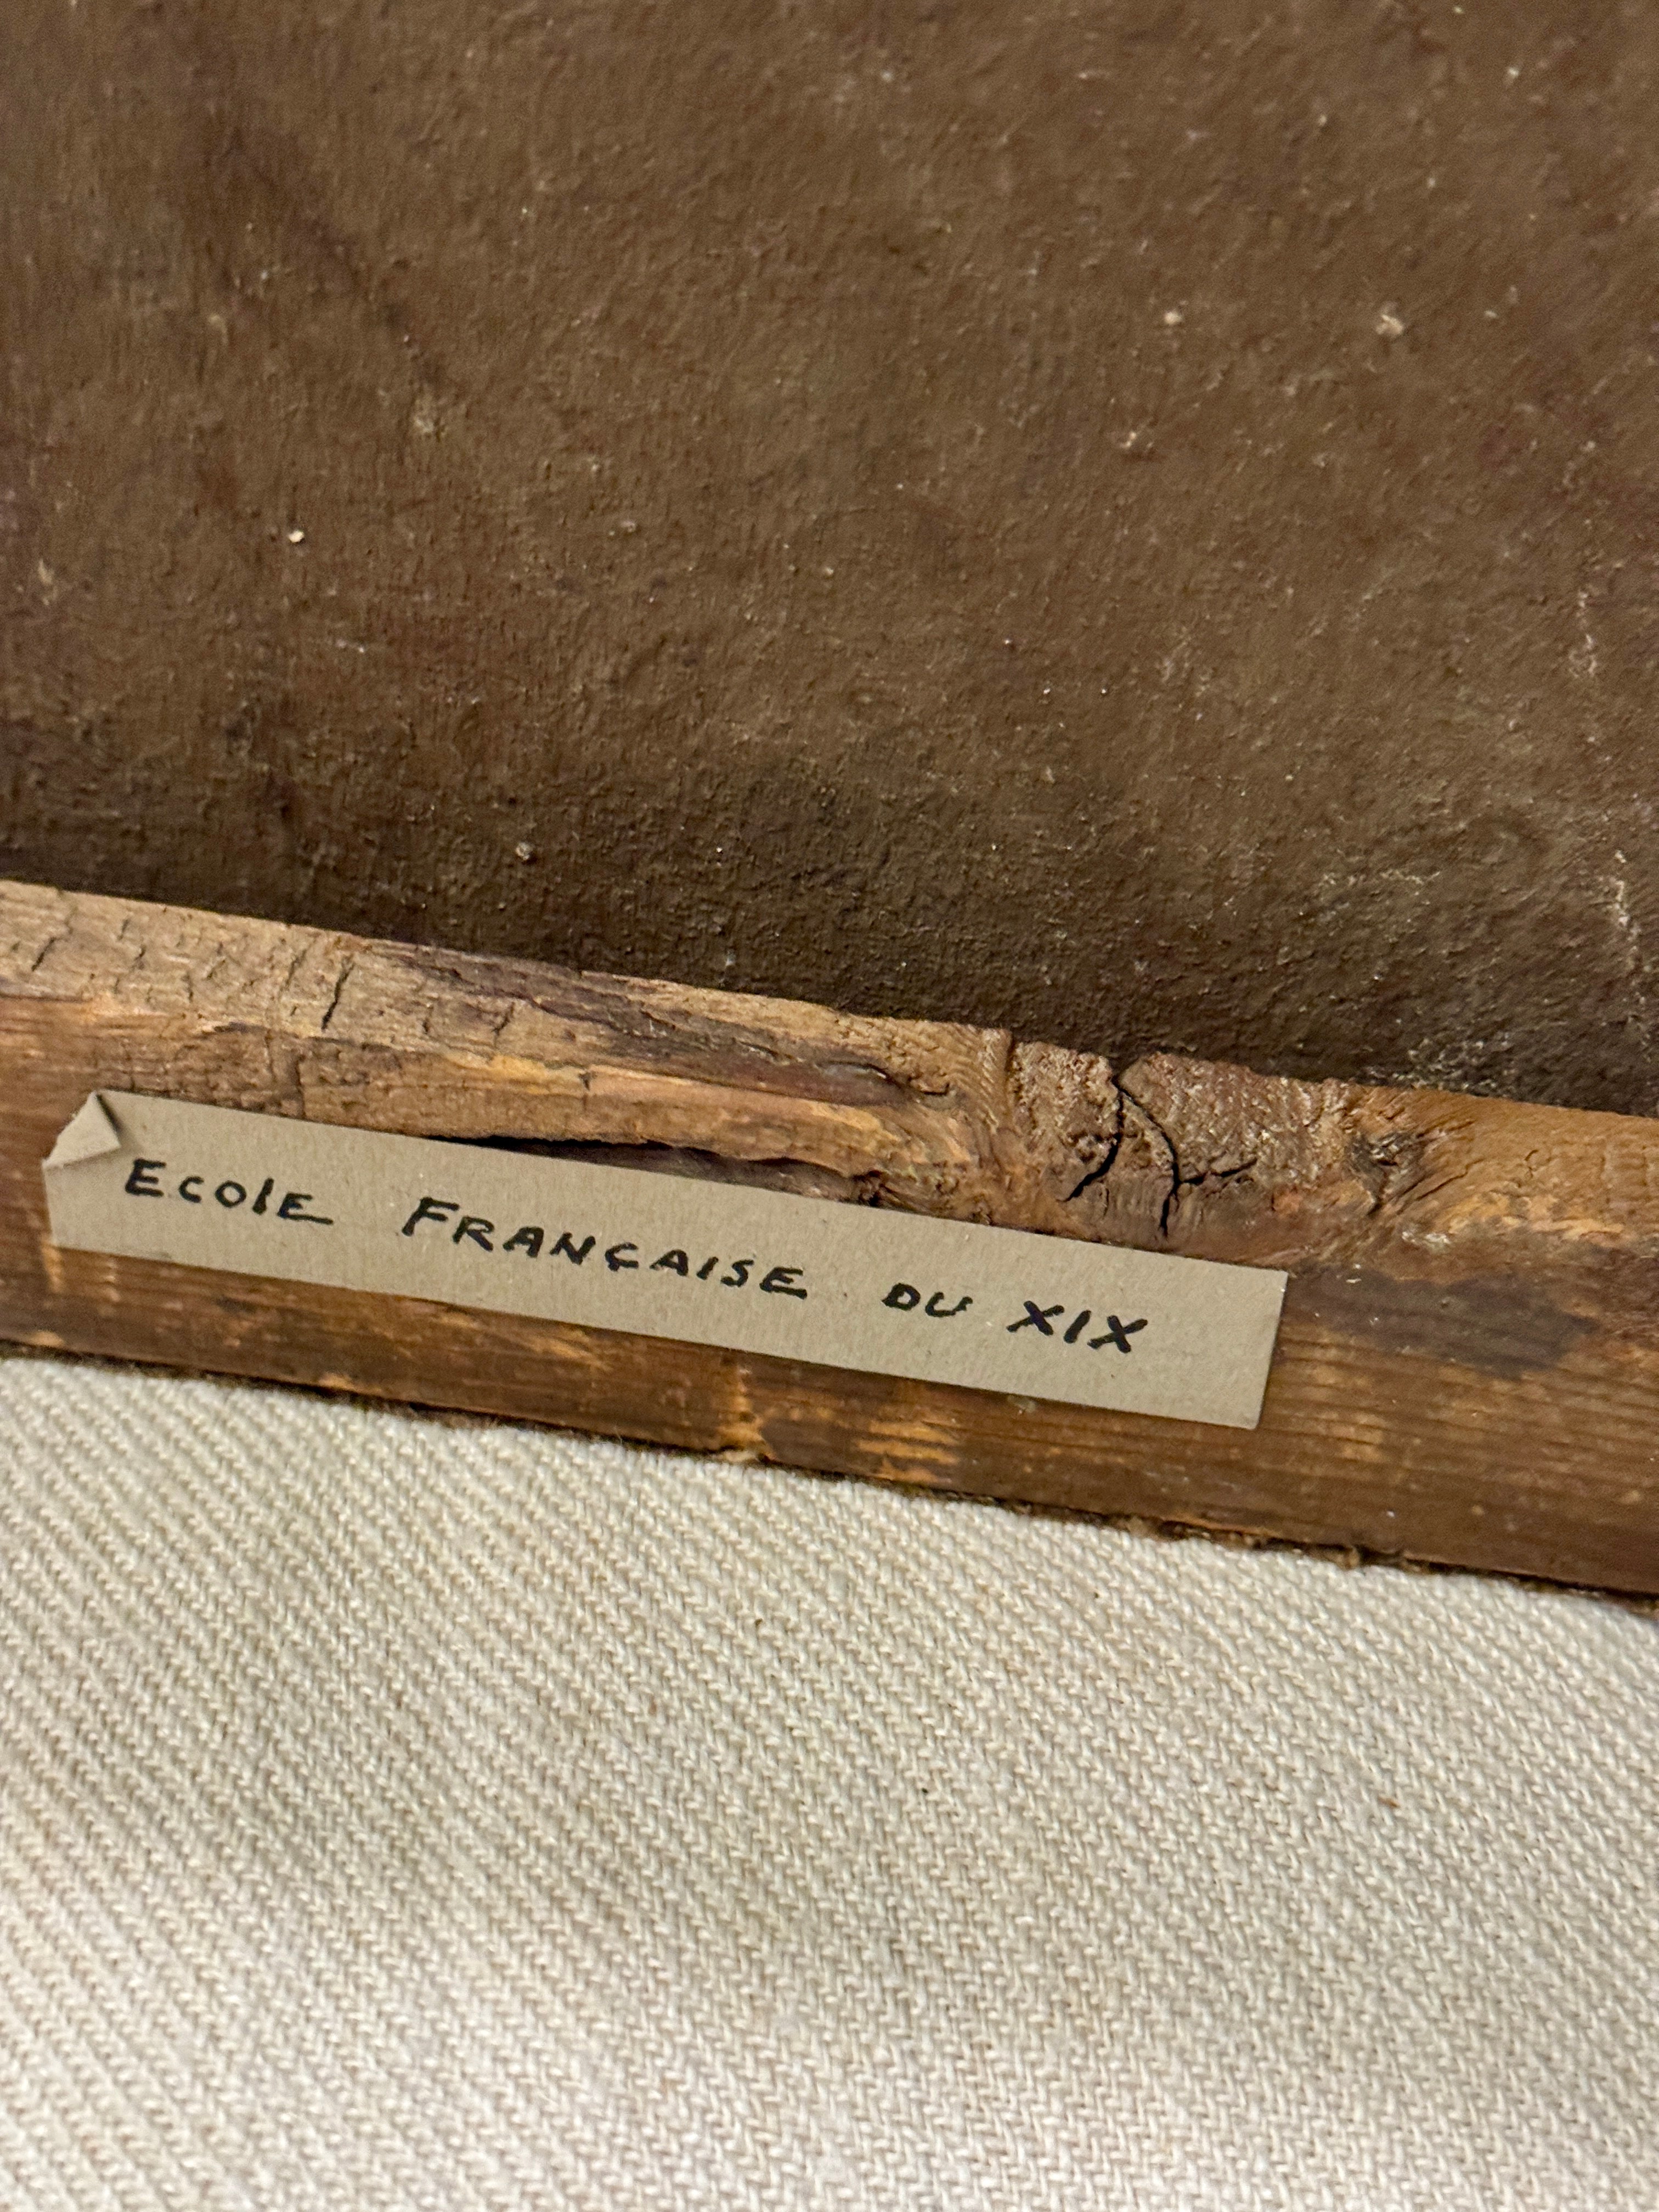 ECOLE FRANÇAISE DU XIX